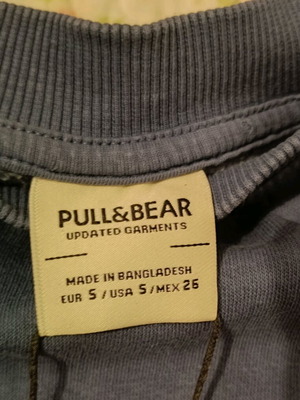 PULL&BEAR
UPDATED GARMENTS
MADE IN BANGLADESH
EUR S / USA S / MEX 26